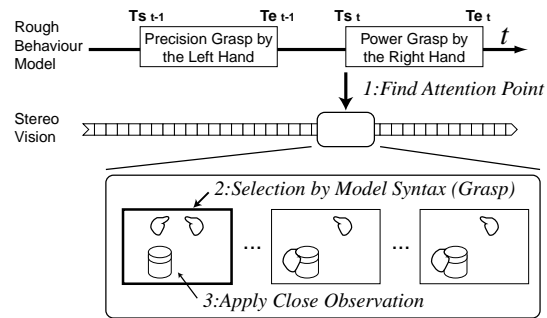 Ts t-1 Te t-1 Ts t Te t
Rough
Behaviour
Model
Precision Grasp by
the Left Hand
Power Grasp by
the Right Hand
t
1:Find Attention Point
Stereo
Vision
2:Selection by Model Syntax (Grasp)
... ...
3:Apply Close Observation